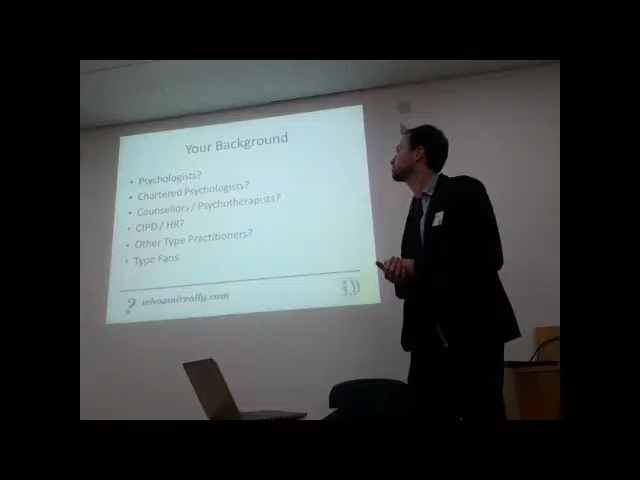 Your Background
• Psychologists?
• Chartered Psychologists?
• Counsellors / Psychotherapists?
• CIPD / HR?
• Other Type Practitioners?
• Type Fans
? whoamireally.com